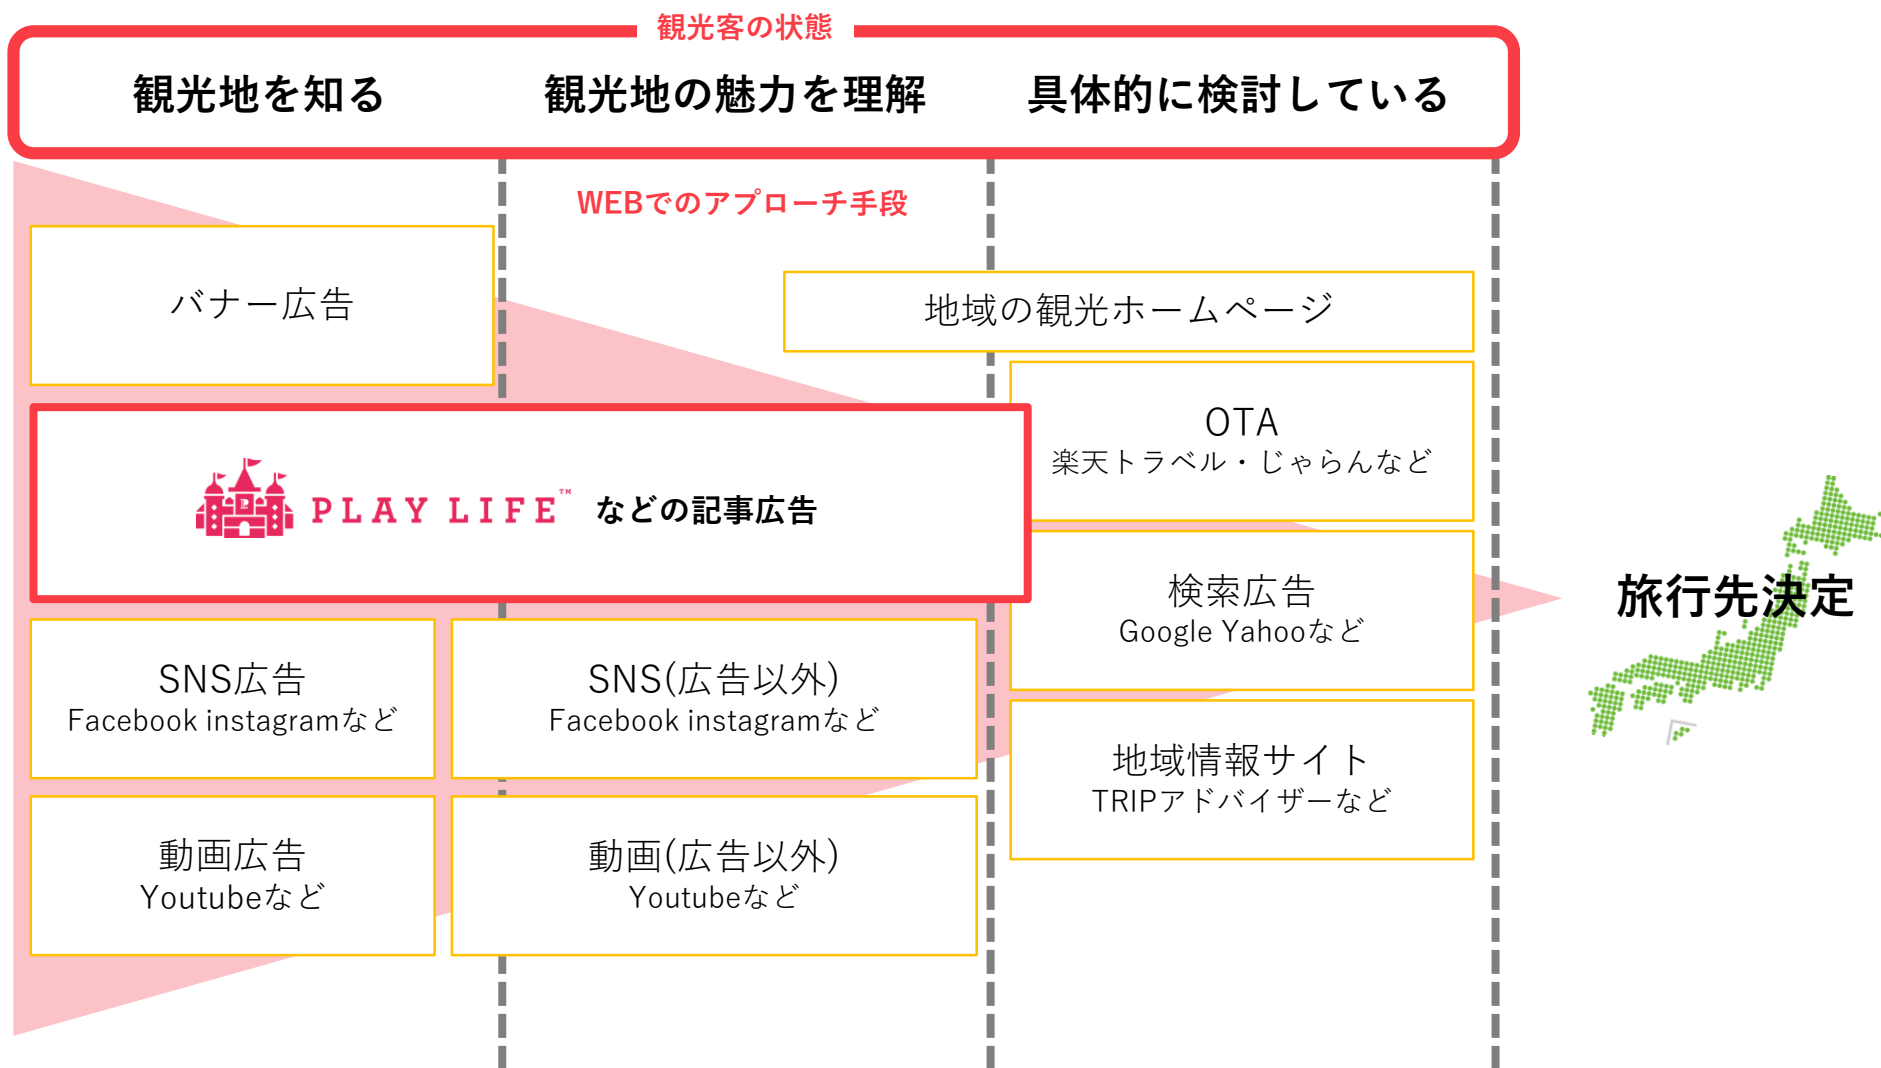 観光客の状態
観光地を知る
観光地の魅力を理解
具体的に検討している
WEBでのアプローチ手段
バナー広告
地域の観光ホームページ
OTA
楽天トラベル・じゃらんなど
PLAY LIFE™ などの記事広告
検索広告
Google Yahooなど
旅行先決定
SNS広告
Facebook instagramなど
SNS(広告以外)
Facebook instagramなど
地域情報サイト
TRIPアドバイザーなど
動画広告
Youtubeなど
動画(広告以外)
Youtubeなど